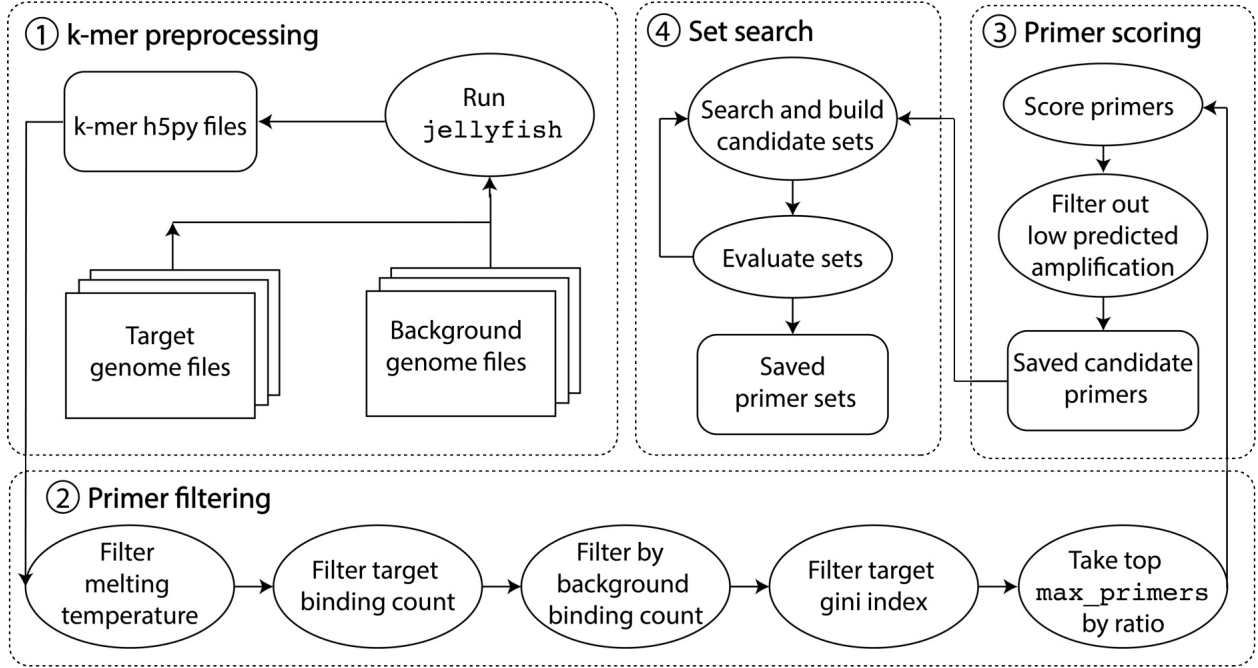 ① k-mer preprocessing
k-mer h5py files
Run
jellyfish
Target
genome files
Background
genome files
④ Set search
Search and build
candidate sets
Evaluate sets
Saved
primer sets
③ Primer scoring
Score primers
Filter out
low predicted
amplification
Saved candidate
primers
② Primer filtering
Filter
melting
temperature
Filter target
binding count
Filter by
background
binding count
Filter target
gini index
Take top
max_primers
by ratio